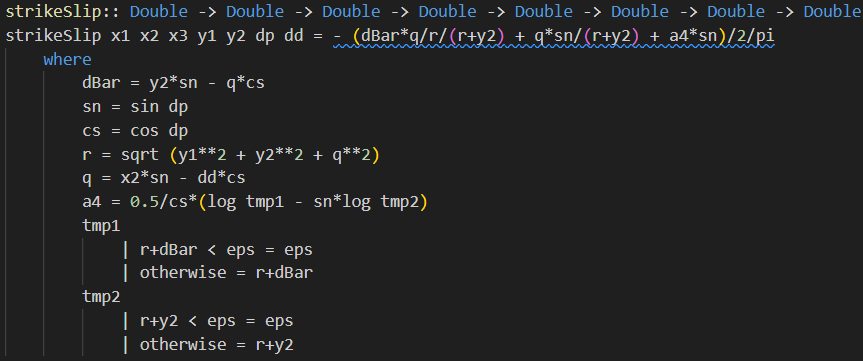 strikeSlip:: Double -> Double -> Double -> Double -> Double -> Double -> Double -> Double
strikeSlip x1 x2 x3 y1 y2 dp dd = - (dBar*q/r/(r+y2) + q*sn/(r+y2) + a4*sn)/2/pi
    where
        dBar = y2*sn - q*cs
        sn = sin dp
        cs = cos dp
        r = sqrt (y1**2 + y2**2 + q**2)
        q = x2*sn - dd*cs
        a4 = 0.5/cs*(log tmp1 - sn*log tmp2)
        tmp1
            | r+dBar < eps = eps
            | otherwise = r+dBar
        tmp2
            | r+y2 < eps = eps
            | otherwise = r+y2